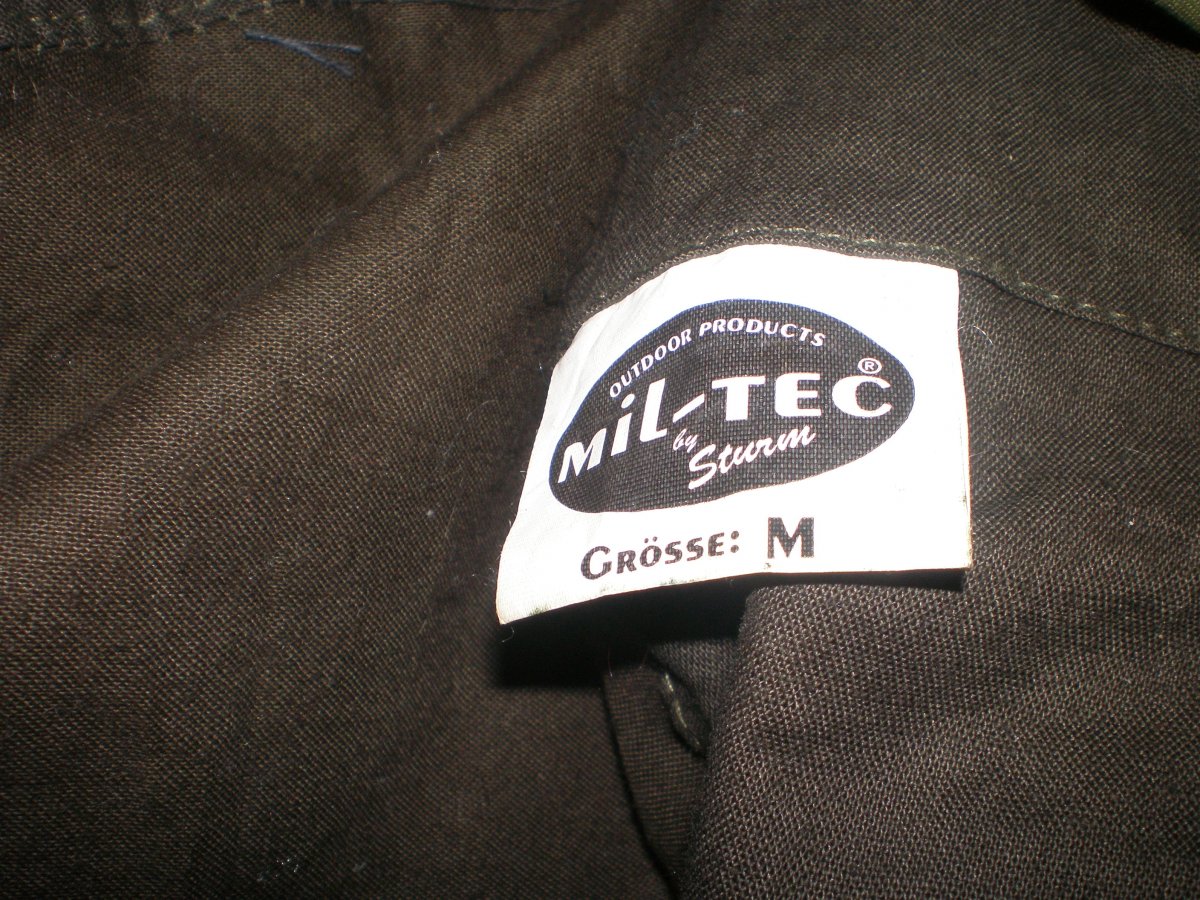 OUTDOOR PRODUCTS
MiL-TEC®
by Sturm
GRÖSSE: M